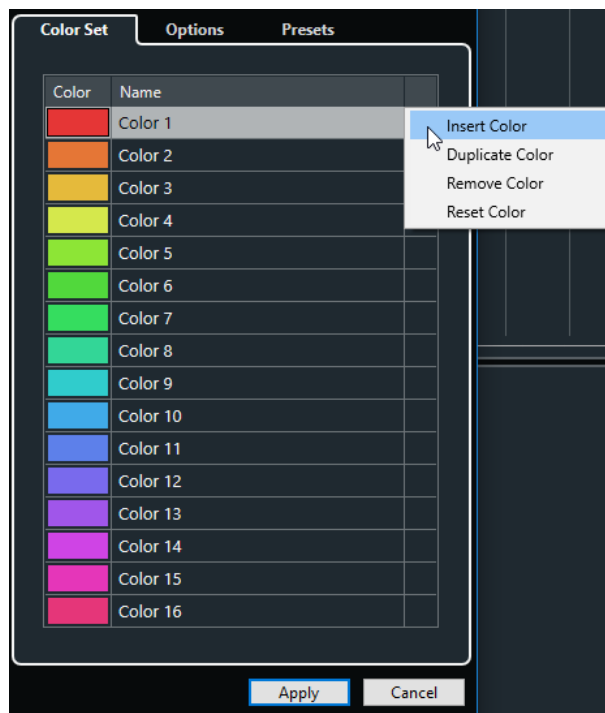 Color Set Options Presets
Color Name
Color 1
Insert Color
Color 2
Duplicate Color
Color 3
Remove Color
Color 4
Reset Color
Color 5
Color 6
Color 7
Color 8
Color 9
Color 10
Color 11
Color 12
Color 13
Color 14
Color 15
Color 16
Apply Cancel